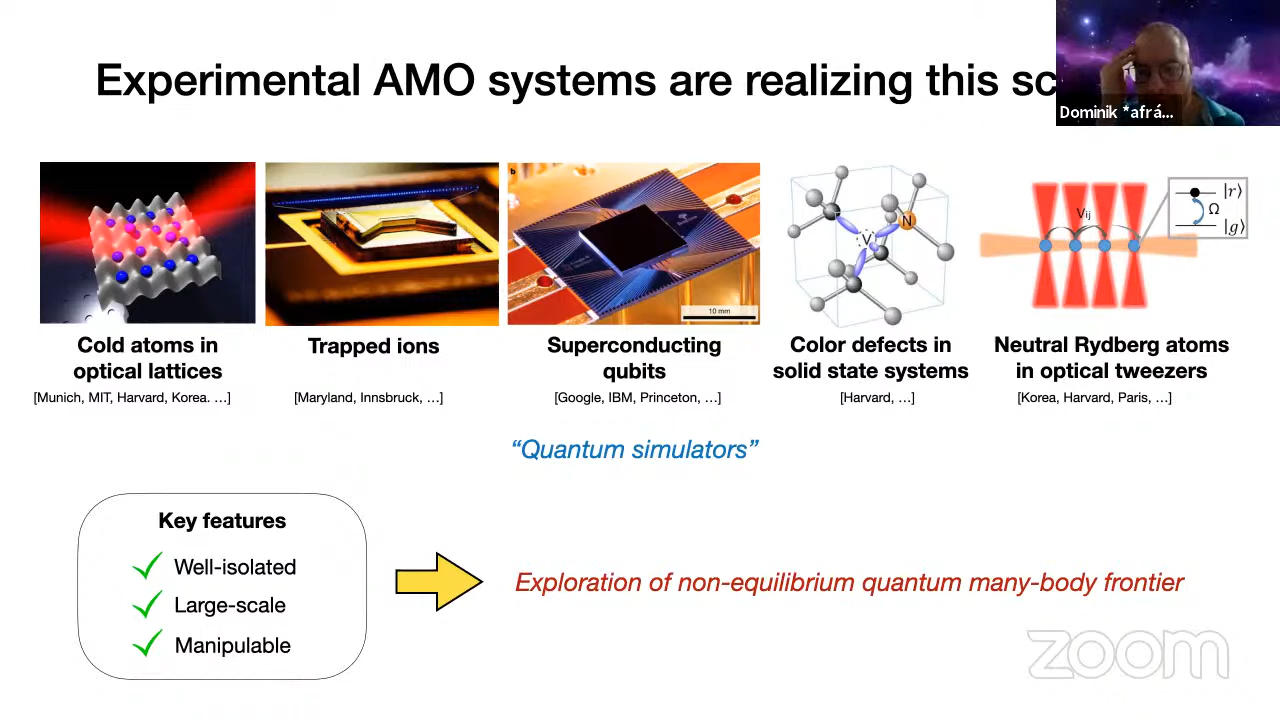 Experimental AMO systems are realizing this sc
Dominik *afrá...
b
10 mm
N
V
Vij
|r⟩
Ω
|g⟩
Cold atoms in
optical lattices
[Munich, MIT, Harvard, Korea. ...]
Trapped ions
[Maryland, Innsbruck, ...]
Superconducting
qubits
[Google, IBM, Princeton, ...]
Color defects in
solid state systems
[Harvard, ...]
Neutral Rydberg atoms
in optical tweezers
[Korea, Harvard, Paris, ...]
“Quantum simulators”
Key features
Well-isolated
Large-scale
Manipulable
Exploration of non-equilibrium quantum many-body frontier
zoom